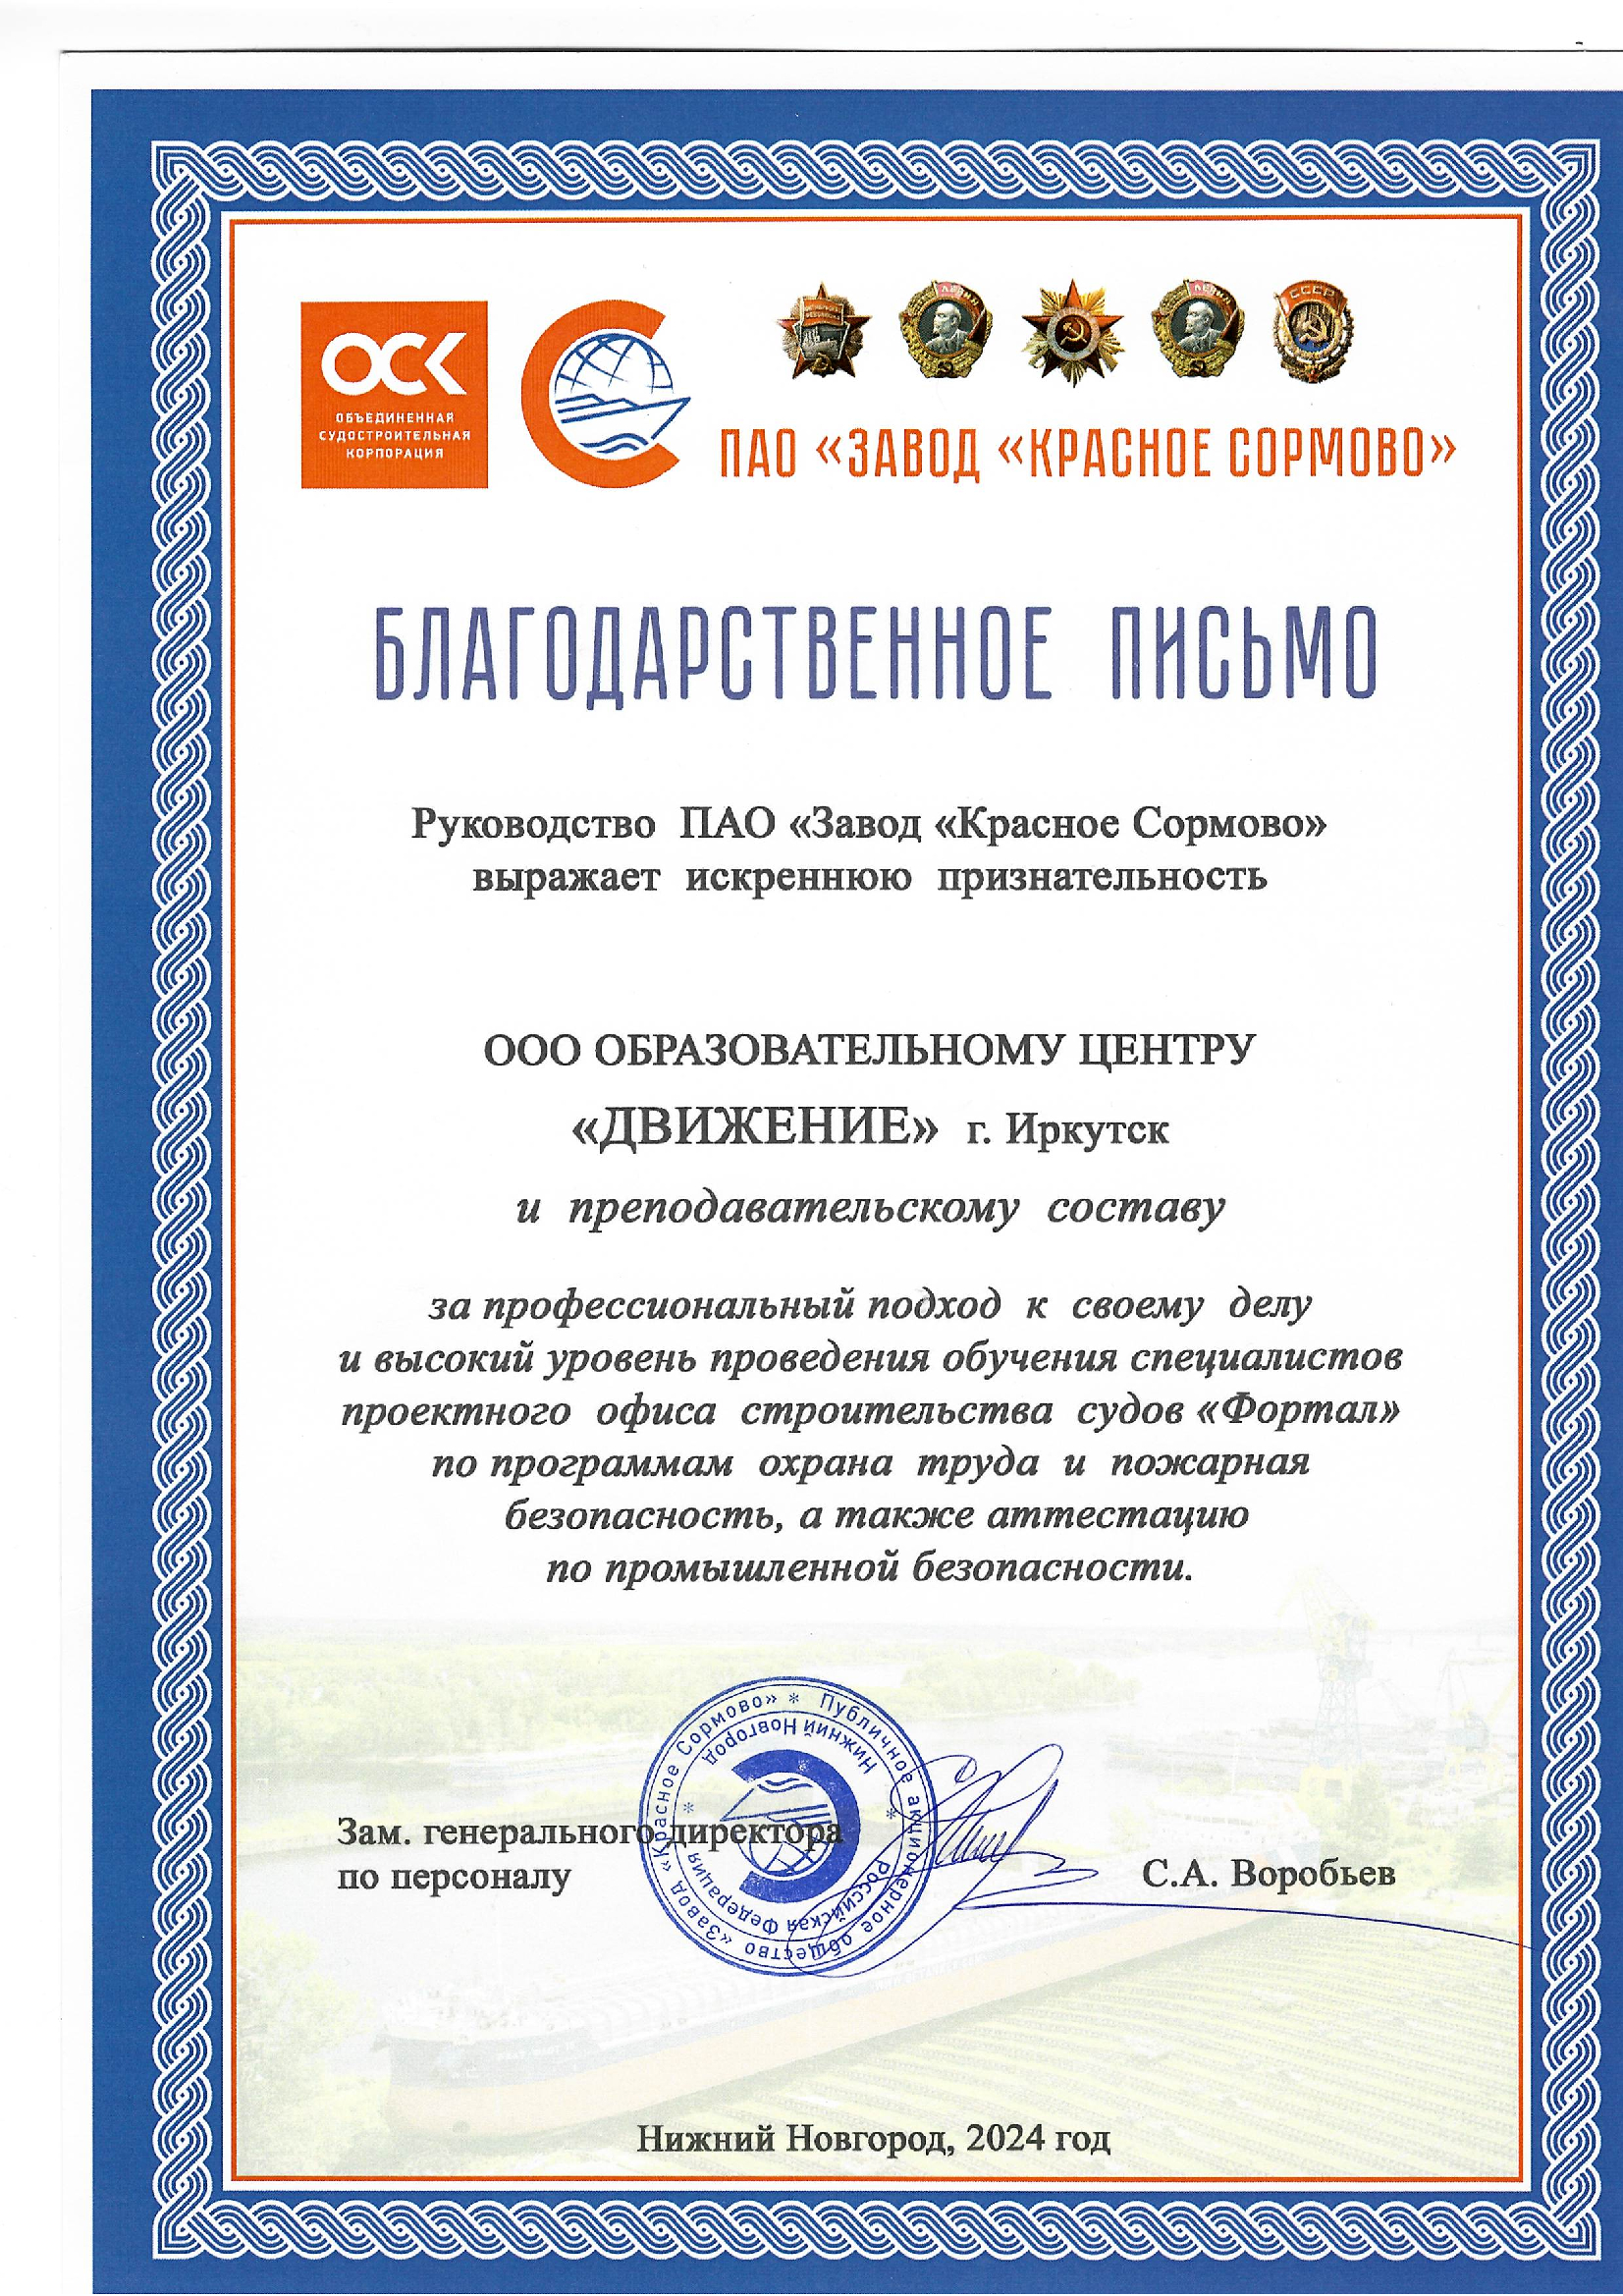 ОСК
ОБЪЕДИНЕННАЯ
СУДОСТРОИТЕЛЬНАЯ
КОРПОРАЦИЯ
ЛЕНИН
ЛЕНИН
СССР
ПАО «ЗАВОД «КРАСНОЕ СОРМОВО»
БЛАГОДАРСТВЕННОЕ ПИСЬМО
Руководство ПАО «Завод «Красное Сормово»
выражает искреннюю признательность
ООО ОБРАЗОВАТЕЛЬНОМУ ЦЕНТРУ
«ДВИЖЕНИЕ» г. Иркутск
и преподавательскому составу
за профессиональный подход к своему делу
и высокий уровень проведения обучения специалистов
проектного офиса строительства судов «Фортал»
по программам охрана труда и пожарная
безопасность, а также аттестацию
по промышленной безопасности.
Публичное акционерное общество «Завод «Красное Сормово» *
Российская Федерация * Нижний Новгород *
Зам. генерального директора
по персоналу
С.А. Воробьев
Нижний Новгород, 2024 год